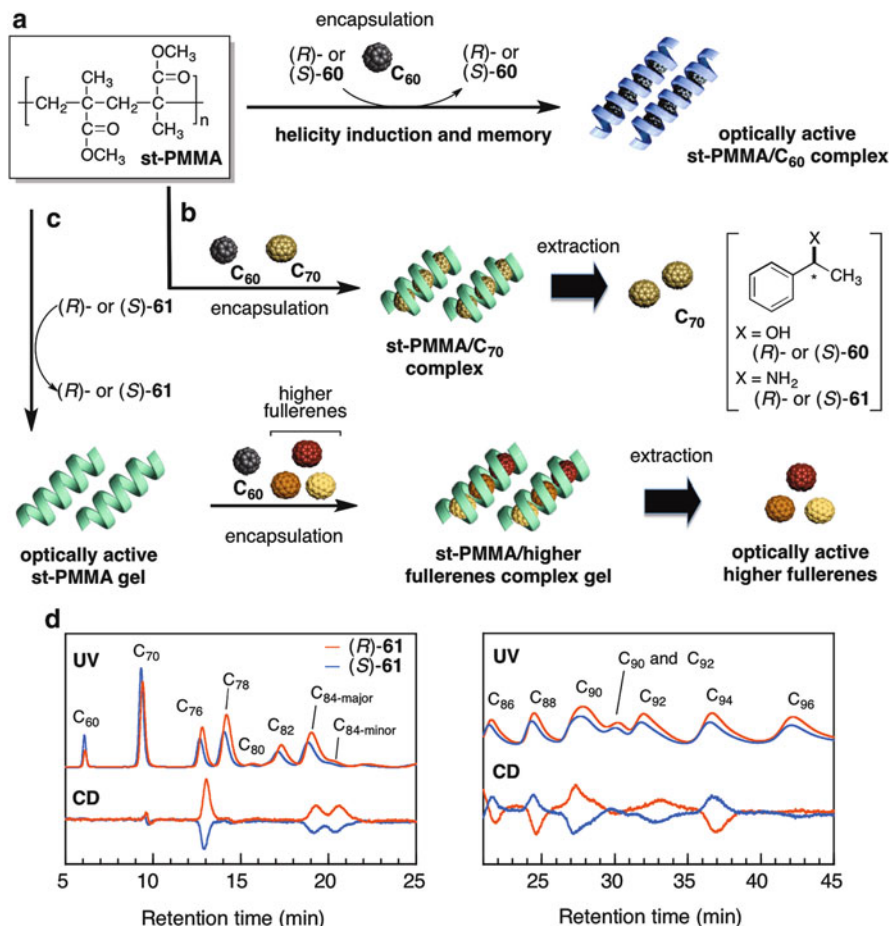 a
encapsulation
(R)- or
(S)-60
C60
(R)- or
(S)-60
helicity induction and memory
optically active
st-PMMA/C60 complex
OCH3
CH3
C=O
CH2
C
CH2
C
n
C=O
CH3
OCH3
st-PMMA
c
b
C60
C70
encapsulation
st-PMMA/C70
complex
extraction
C70
X
CH3
*
X = OH
(R)- or (S)-60
X = NH2
(R)- or (S)-61
(R)- or (S)-61
(R)- or (S)-61
optically active
st-PMMA gel
higher
fullerenes
C60
encapsulation
st-PMMA/higher
fullerenes complex gel
extraction
optically active
higher fullerenes
d
UV
(R)-61
(S)-61
C60
C70
C76
C78
C80
C82
C84-major
C84-minor
CD
5 10 15 20 25
Retention time (min)
UV
C86
C88
C90
C90 and C92
C92
C94
C96
CD
25 30 35 40 45
Retention time (min)